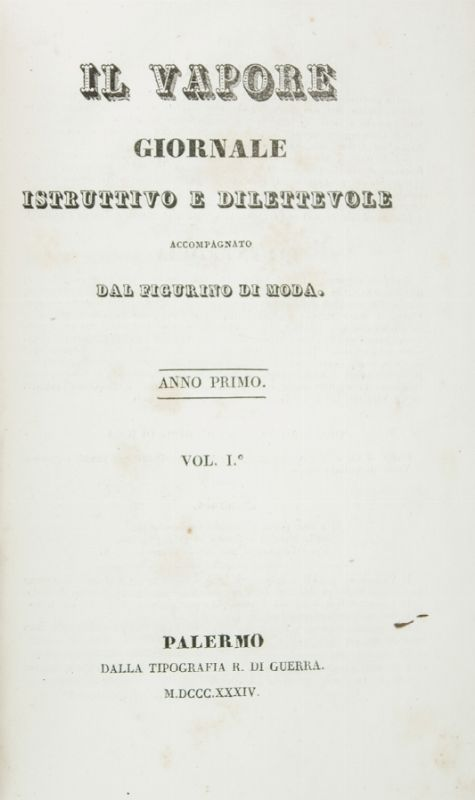 IL VAPORE
GIORNALE
ISTRUTTIVO E DILETTEVOLE
ACCOMPAGNATO
DAL FIGURINO DI MODA.
ANNO PRIMO.
VOL. I.º
PALERMO
DALLA TIPOGRAFIA R. DI GUERRA.
M.DCCC.XXXIV.